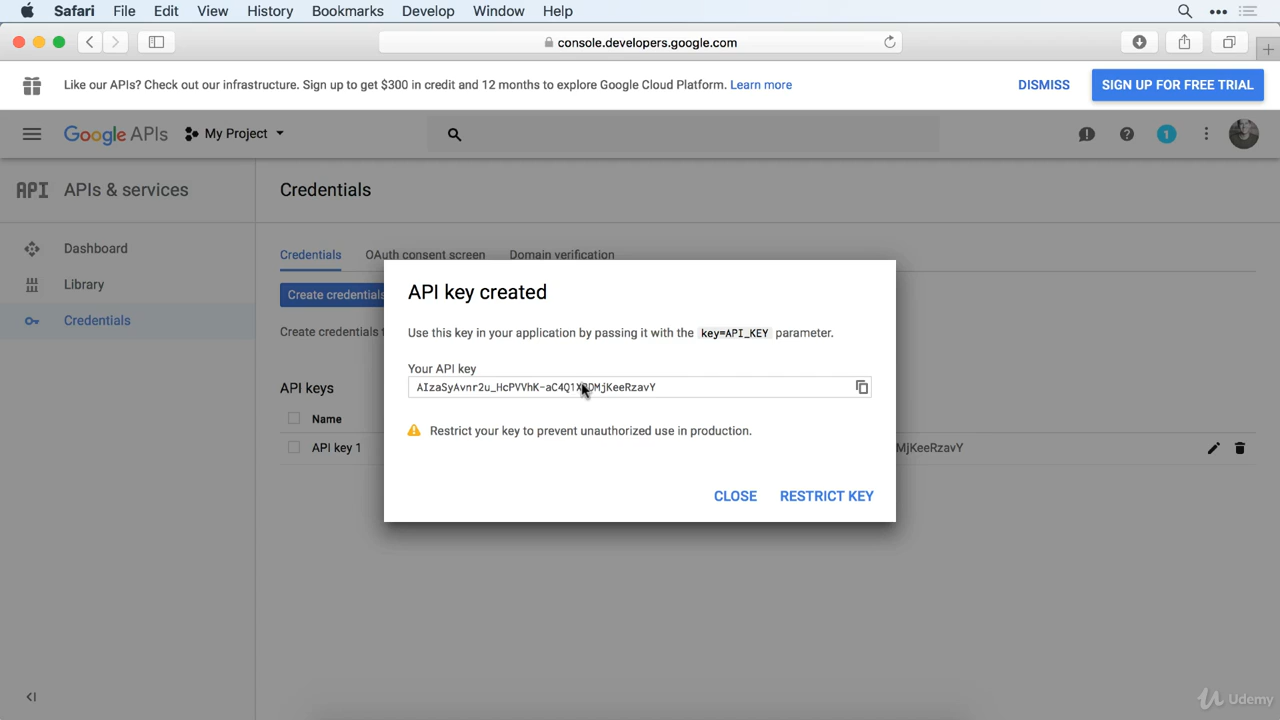 Safari File Edit View History Bookmarks Develop Window Help
console.developers.google.com
Like our APIs? Check out our infrastructure. Sign up to get $300 in credit and 12 months to explore Google Cloud Platform. Learn more
DISMISS
SIGN UP FOR FREE TRIAL
Google APIs
My Project
1
API APIs & services
Credentials
Dashboard
Library
Credentials
Credentials OAuth consent screen Domain verification
Create credentials
Create credentials
API keys
Name
API key 1
MjKeeRzavY
API key created
Use this key in your application by passing it with the key=API_KEY parameter.
Your API key
Restrict your key to prevent unauthorized use in production.
CLOSE
RESTRICT KEY
Udemy